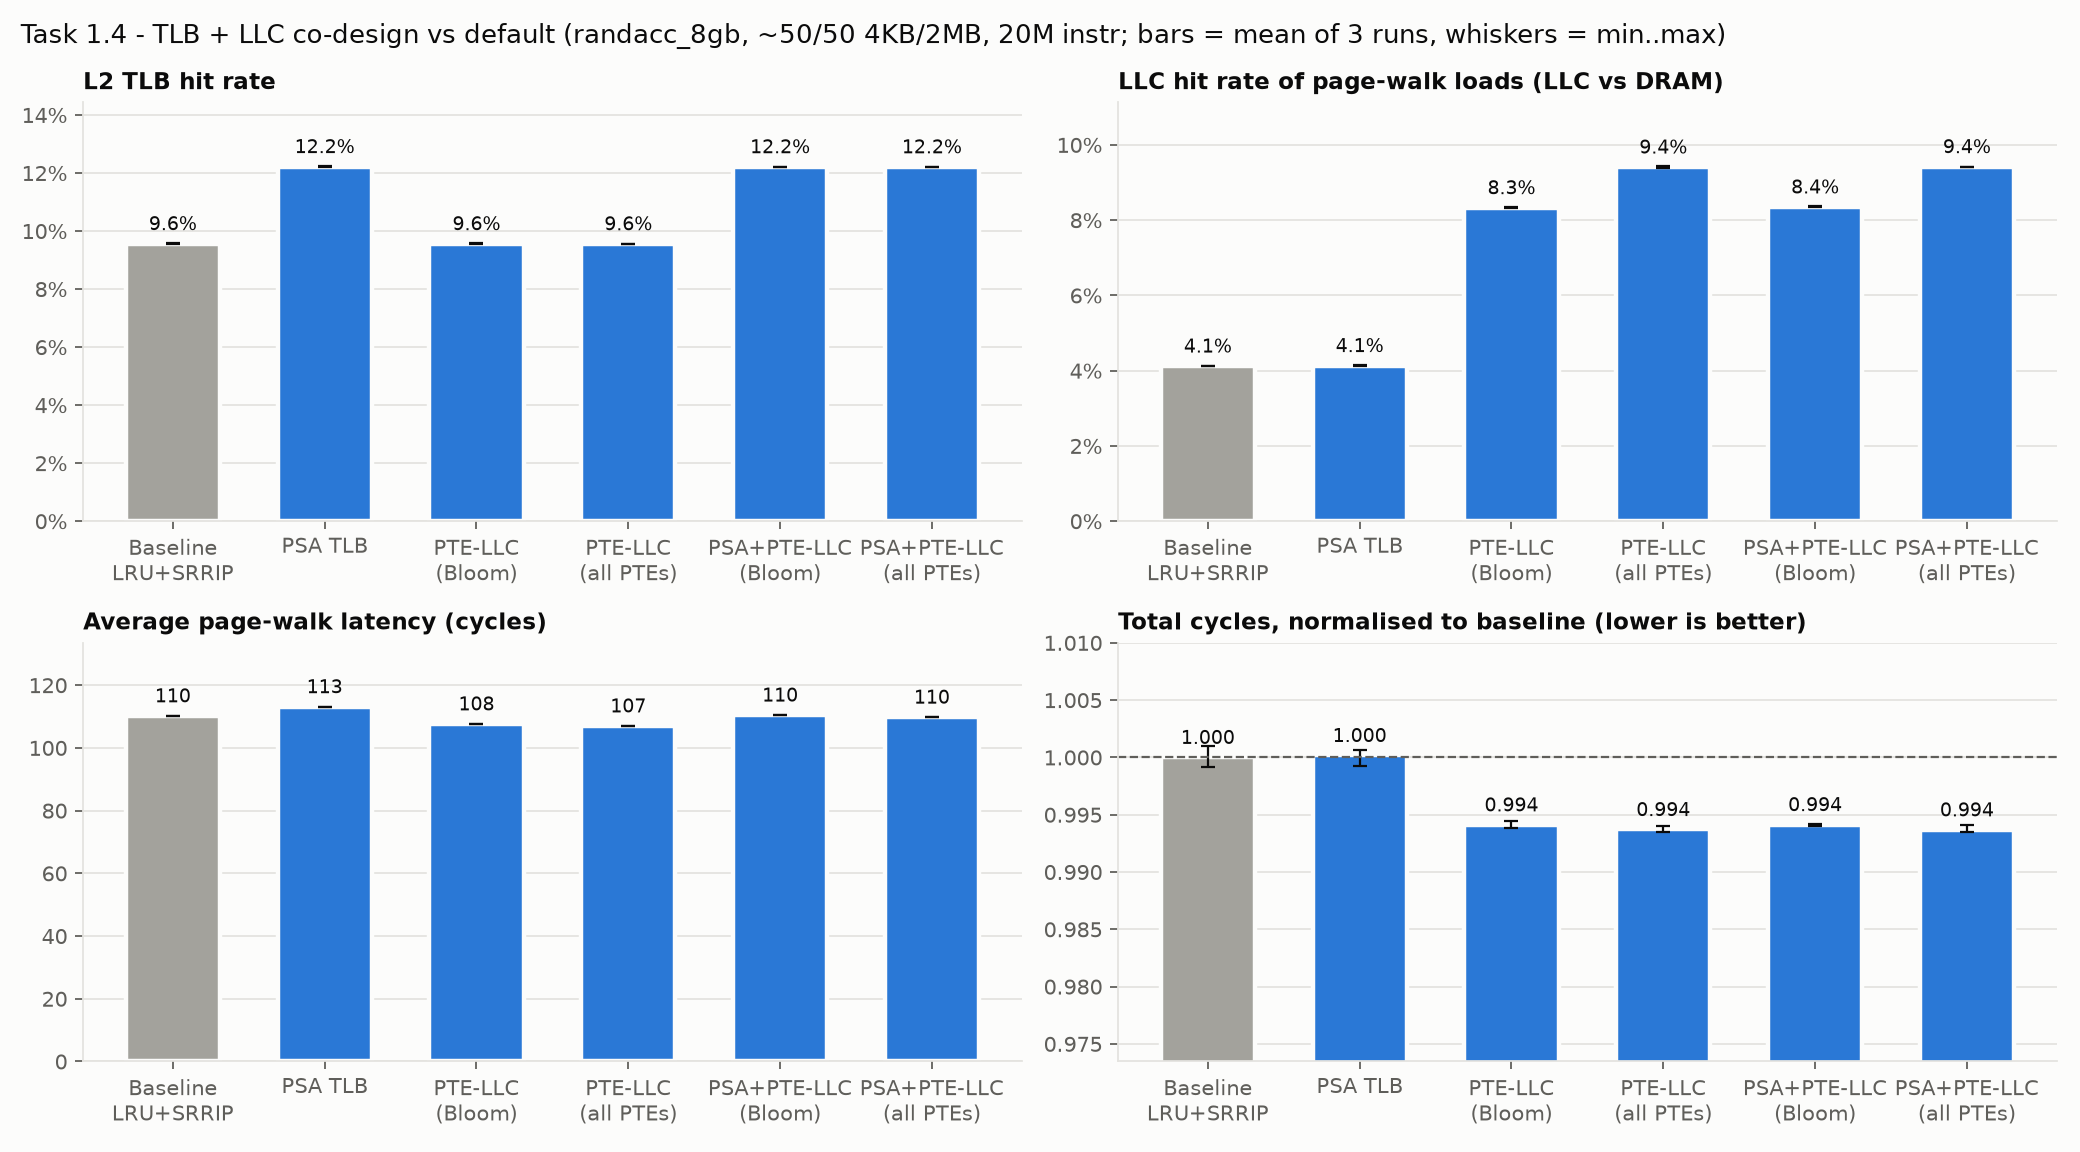 Task 1.4 - TLB + LLC co-design vs default (randacc_8gb, ~50/50 4KB/2MB, 20M instr; bars = mean of 3 runs, whiskers = min..max)
L2 TLB hit rate
14%
12%
10%
8%
6%
4%
2%
0%
9.6%
12.2%
9.6%
9.6%
12.2%
12.2%
Baseline
LRU+SRRIP
PSA TLB
PTE-LLC
(Bloom)
PTE-LLC
(all PTEs)
PSA+PTE-LLC
(Bloom)
PSA+PTE-LLC
(all PTEs)
LLC hit rate of page-walk loads (LLC vs DRAM)
10%
8%
6%
4%
2%
0%
4.1%
4.1%
8.3%
9.4%
8.4%
9.4%
Baseline
LRU+SRRIP
PSA TLB
PTE-LLC
(Bloom)
PTE-LLC
(all PTEs)
PSA+PTE-LLC
(Bloom)
PSA+PTE-LLC
(all PTEs)
Average page-walk latency (cycles)
120
100
80
60
40
20
0
110
113
108
107
110
110
Baseline
LRU+SRRIP
PSA TLB
PTE-LLC
(Bloom)
PTE-LLC
(all PTEs)
PSA+PTE-LLC
(Bloom)
PSA+PTE-LLC
(all PTEs)
Total cycles, normalised to baseline (lower is better)
1.010
1.005
1.000
0.995
0.990
0.985
0.980
0.975
1.000
1.000
0.994
0.994
0.994
0.994
Baseline
LRU+SRRIP
PSA TLB
PTE-LLC
(Bloom)
PTE-LLC
(all PTEs)
PSA+PTE-LLC
(Bloom)
PSA+PTE-LLC
(all PTEs)